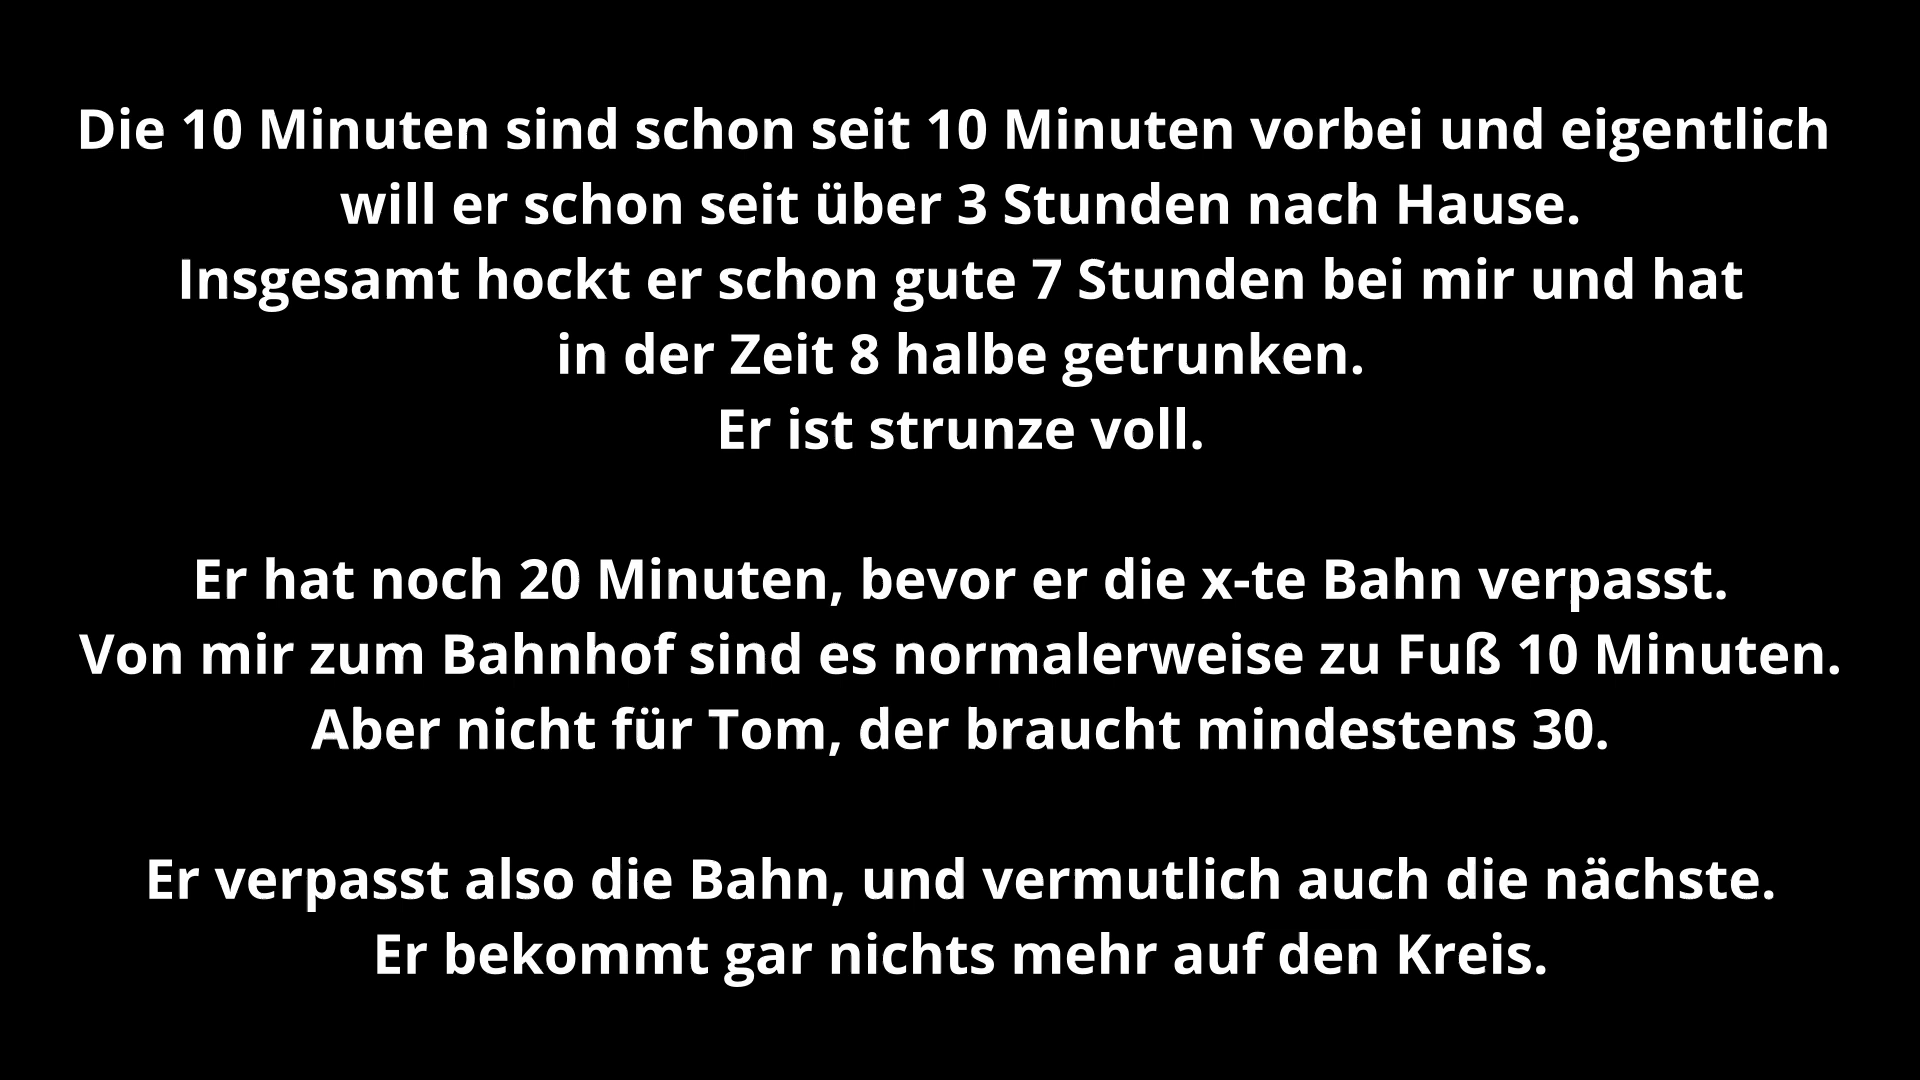 Die 10 Minuten sind schon seit 10 Minuten vorbei und eigentlich
will er schon seit über 3 Stunden nach Hause.
Insgesamt hockt er schon gute 7 Stunden bei mir und hat
in der Zeit 8 halbe getrunken.
Er ist strunze voll.
Er hat noch 20 Minuten, bevor er die x-te Bahn verpasst.
Von mir zum Bahnhof sind es normalerweise zu Fuß 10 Minuten.
Aber nicht für Tom, der braucht mindestens 30.
Er verpasst also die Bahn, und vermutlich auch die nächste.
Er bekommt gar nichts mehr auf den Kreis.